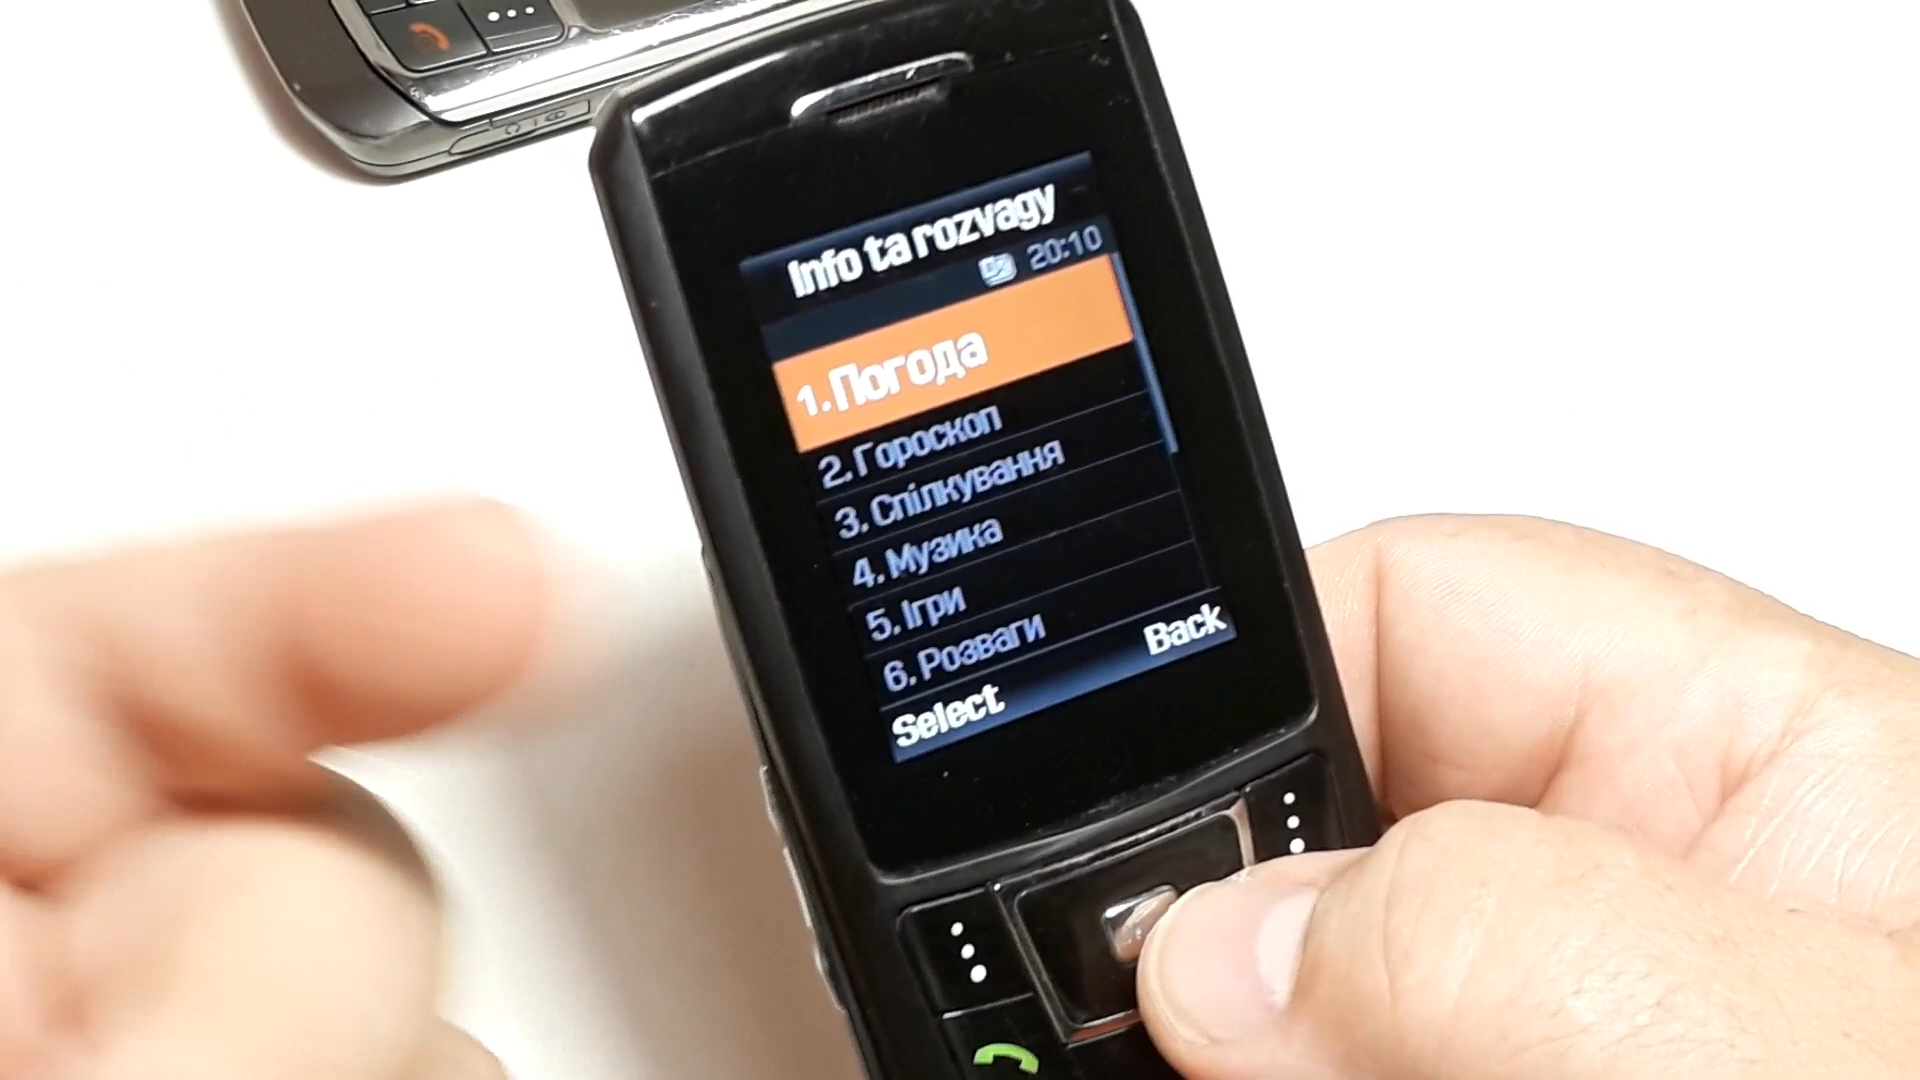 Info ta rozvagy
20:10
1.Погода
2.Гороскоп
3.Спілкування
4.Музика
5.Ігри
6.Розваги
Select
Back